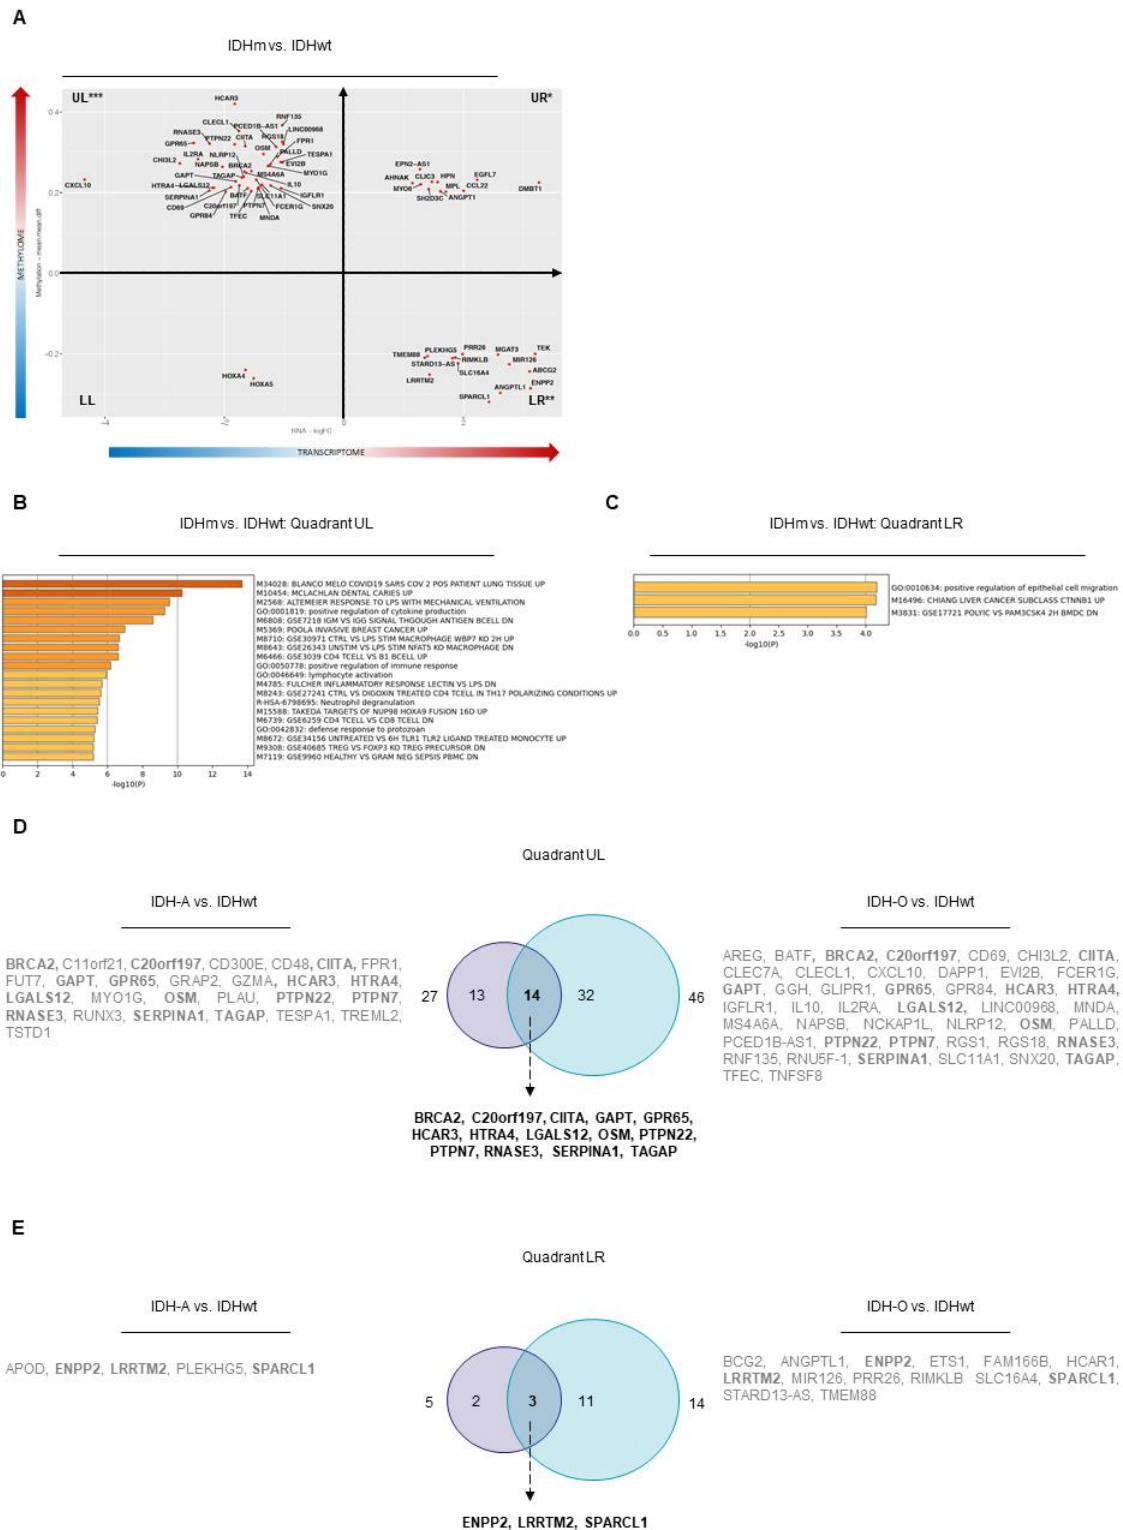 A
IDHm vs. IDHwt
UL***
UR*
HCAR3
RNF135
CLECL1
PCED1B-AS1
LINC00968
RNASE3
PTPN22
CIITA
RGS18
FPR1
GPR65
OSM
PALLD
IL2RA
NLRP12
TESPA1
CHI3L2
NAPSB
BRCA2
EVI2B
GAPT
TAGAP
MS4A6A
MYO1G
CXCL10
HTRA4
LGALS12
IL10
SERPINA1
BATF
SLC11A1
IGFLR1
CD69
C20orf197
PTPN7
FCER1G
SNX20
GPR84
TFEC
MNDA
EPN2-AS1
AHNAK
CLIC3
HPN
EGFL7
MYO6
MPL
CCL22
DMBT1
SH2D3C
ANGPT1
0.4
0.2
0.0
-0.2
METHYLOME
Methylation - mean.mean.diff
TMEM88
PLEKHG5
PRR26
MGAT3
TEK
STARD13-AS
RIMKLB
MIR126
SLC16A4
ABCG2
LRRTM2
ENPP2
ANGPTL1
SPARCL1
HOXA4
HOXA5
LL
LR**
-4
-2
0
2
RNA - logFC
TRANSCRIPTOME
B
IDHm vs. IDHwt: Quadrant UL
M34028: BLANCO MELO COVID19 SARS COV 2 POS PATIENT LUNG TISSUE UP
M10454: MCLACHLAN DENTAL CARIES UP
M2568: ALTEMEIER RESPONSE TO LPS WITH MECHANICAL VENTILATION
GO:0001819: positive regulation of cytokine production
M6808: GSE7218 IGM VS IGG SIGNAL THGOUGH ANTIGEN BCELL DN
M5369: POOLA INVASIVE BREAST CANCER UP
M8710: GSE30971 CTRL VS LPS STIM MACROPHAGE WBP7 KO 2H UP
M8643: GSE26343 UNSTIM VS LPS STIM NFAT5 KO MACROPHAGE DN
M6466: GSE3039 CD4 TCELL VS B1 BCELL UP
GO:0050778: positive regulation of immune response
GO:0046649: lymphocyte activation
M4785: FULCHER INFLAMMATORY RESPONSE LECTIN VS LPS DN
M8243: GSE27241 CTRL VS DIGOXIN TREATED CD4 TCELL IN TH17 POLARIZING CONDITIONS UP
R-HSA-6798695: Neutrophil degranulation
M15588: TAKEDA TARGETS OF NUP98 HOXA9 FUSION 16D UP
M6739: GSE6259 CD4 TCELL VS CD8 TCELL DN
GO:0042832: defense response to protozoan
M8672: GSE34156 UNTREATED VS 6H TLR1 TLR2 LIGAND TREATED MONOCYTE UP
M9308: GSE40685 TREG VS FOXP3 KO TREG PRECURSOR DN
M7119: GSE9960 HEALTHY VS GRAM NEG SEPSIS PBMC DN
0 2 4 6 8 10 12 14
-log10(P)
C
IDHm vs. IDHwt: Quadrant LR
GO:0010634: positive regulation of epithelial cell migration
M16496: CHIANG LIVER CANCER SUBCLASS CTNNB1 UP
M3831: GSE17721 POLYIC VS PAM3CSK4 2H BMDC DN
0.0 0.5 1.0 1.5 2.0 2.5 3.0 3.5 4.0
-log10(P)
D
Quadrant UL
IDH-A vs. IDHwt
BRCA2, C11orf21, C20orf197, CD300E, CD48, CIITA, FPR1,
FUT7, GAPT, GPR65, GRAP2, GZMA, HCAR3, HTRA4,
LGALS12, MYO1G, OSM, PLAU, PTPN22, PTPN7,
RNASE3, RUNX3, SERPINA1, TAGAP, TESPA1, TREML2,
TSTD1
27
13
14
32
46
BRCA2, C20orf197, CIITA, GAPT, GPR65,
HCAR3, HTRA4, LGALS12, OSM, PTPN22,
PTPN7, RNASE3, SERPINA1, TAGAP
IDH-O vs. IDHwt
AREG, BATF, BRCA2, C20orf197, CD69, CHI3L2, CIITA,
CLEC7A, CLECL1, CXCL10, DAPP1, EVI2B, FCER1G,
GAPT, GGH, GLIPR1, GPR65, GPR84, HCAR3, HTRA4,
IGFLR1, IL10, IL2RA, LGALS12, LINC00968, MNDA,
MS4A6A, NAPSB, NCKAP1L, NLRP12, OSM, PALLD,
PCED1B-AS1, PTPN22, PTPN7, RGS1, RGS18, RNASE3,
RNF135, RNU5F-1, SERPINA1, SLC11A1, SNX20, TAGAP,
TFEC, TNFSF8
E
Quadrant LR
IDH-A vs. IDHwt
APOD, ENPP2, LRRTM2, PLEKHG5, SPARCL1
5
2
3
11
14
ENPP2, LRRTM2, SPARCL1
IDH-O vs. IDHwt
BCG2, ANGPTL1, ENPP2, ETS1, FAM166B, HCAR1,
LRRTM2, MIR126, PRR26, RIMKLB SLC16A4, SPARCL1,
STARD13-AS, TMEM88